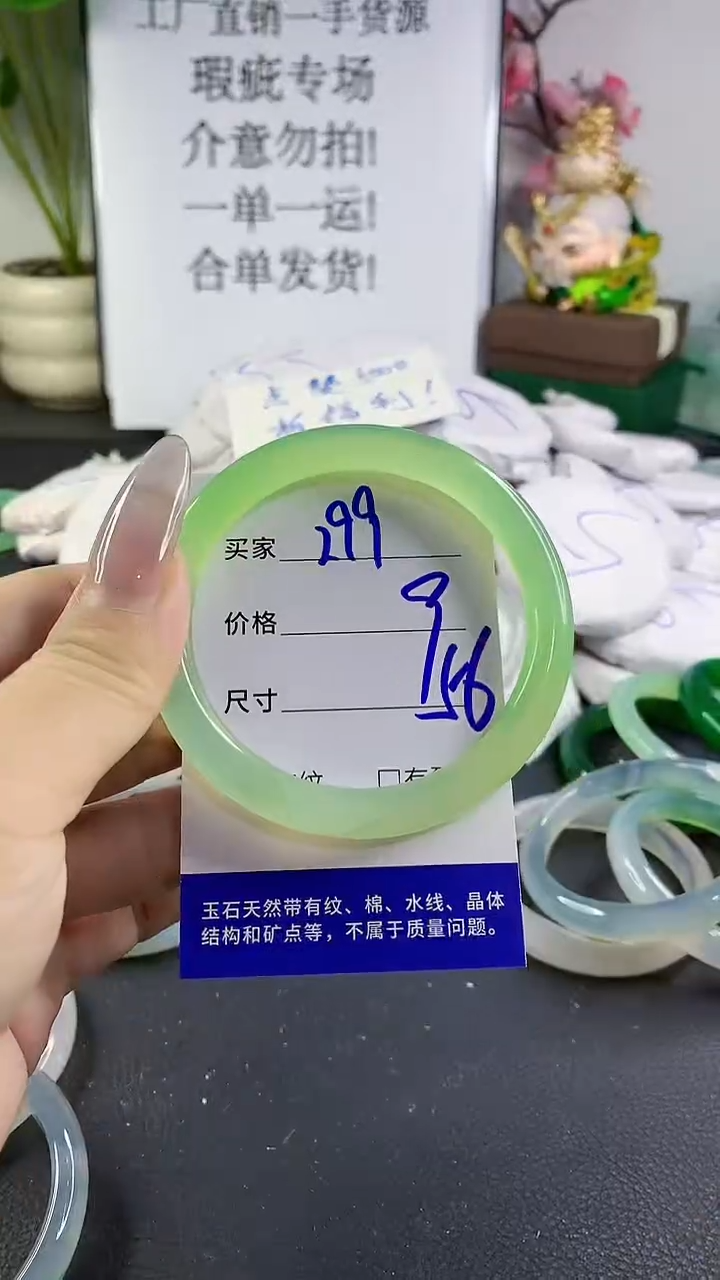 工厂直销一手货源
瑕疵专场
介意勿拍!
一单一运!
合单发货!
买家 299
价格 9
尺寸 56
纹 □有
玉石天然带有纹、棉、水线、晶体
结构和矿点等，不属于质量问题。